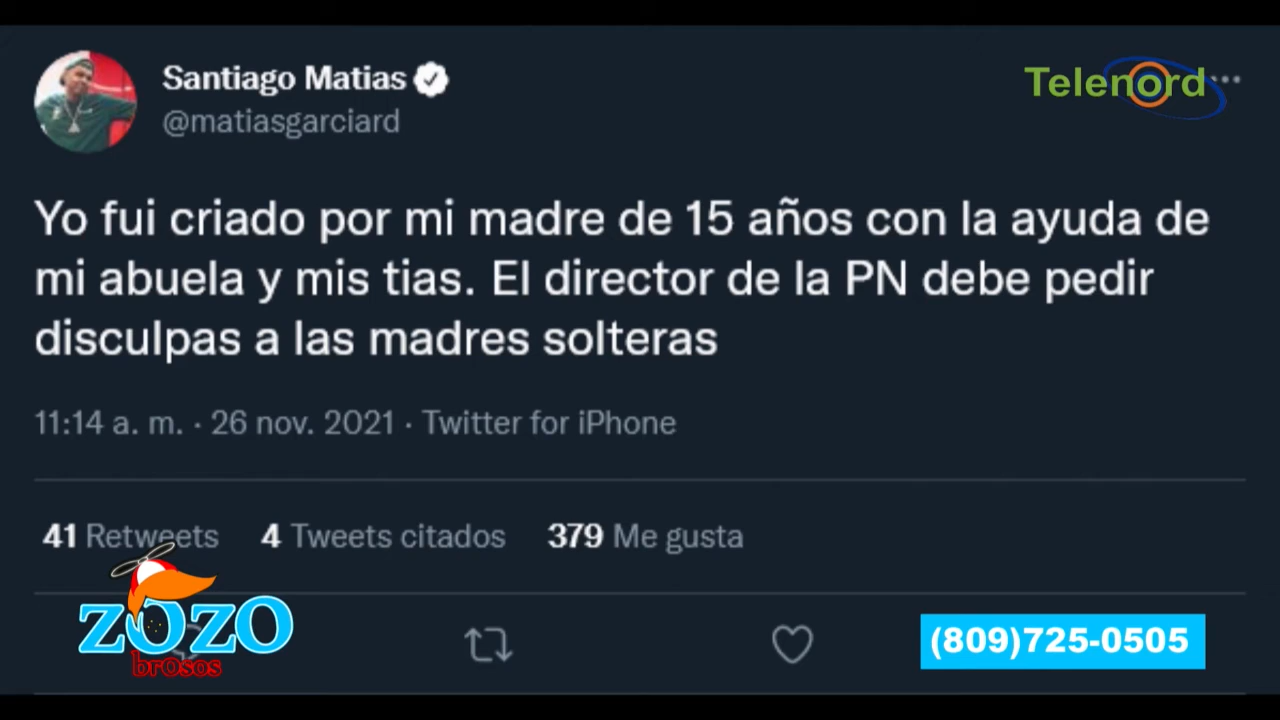 Santiago Matias
@matiasgarciard
Telenord
Yo fui criado por mi madre de 15 años con la ayuda de
mi abuela y mis tias. El director de la PN debe pedir
disculpas a las madres solteras
11:14 a. m. · 26 nov. 2021 · Twitter for iPhone
41 Retweets 4 Tweets citados 379 Me gusta
ZOZO
brOsos
(809)725-0505